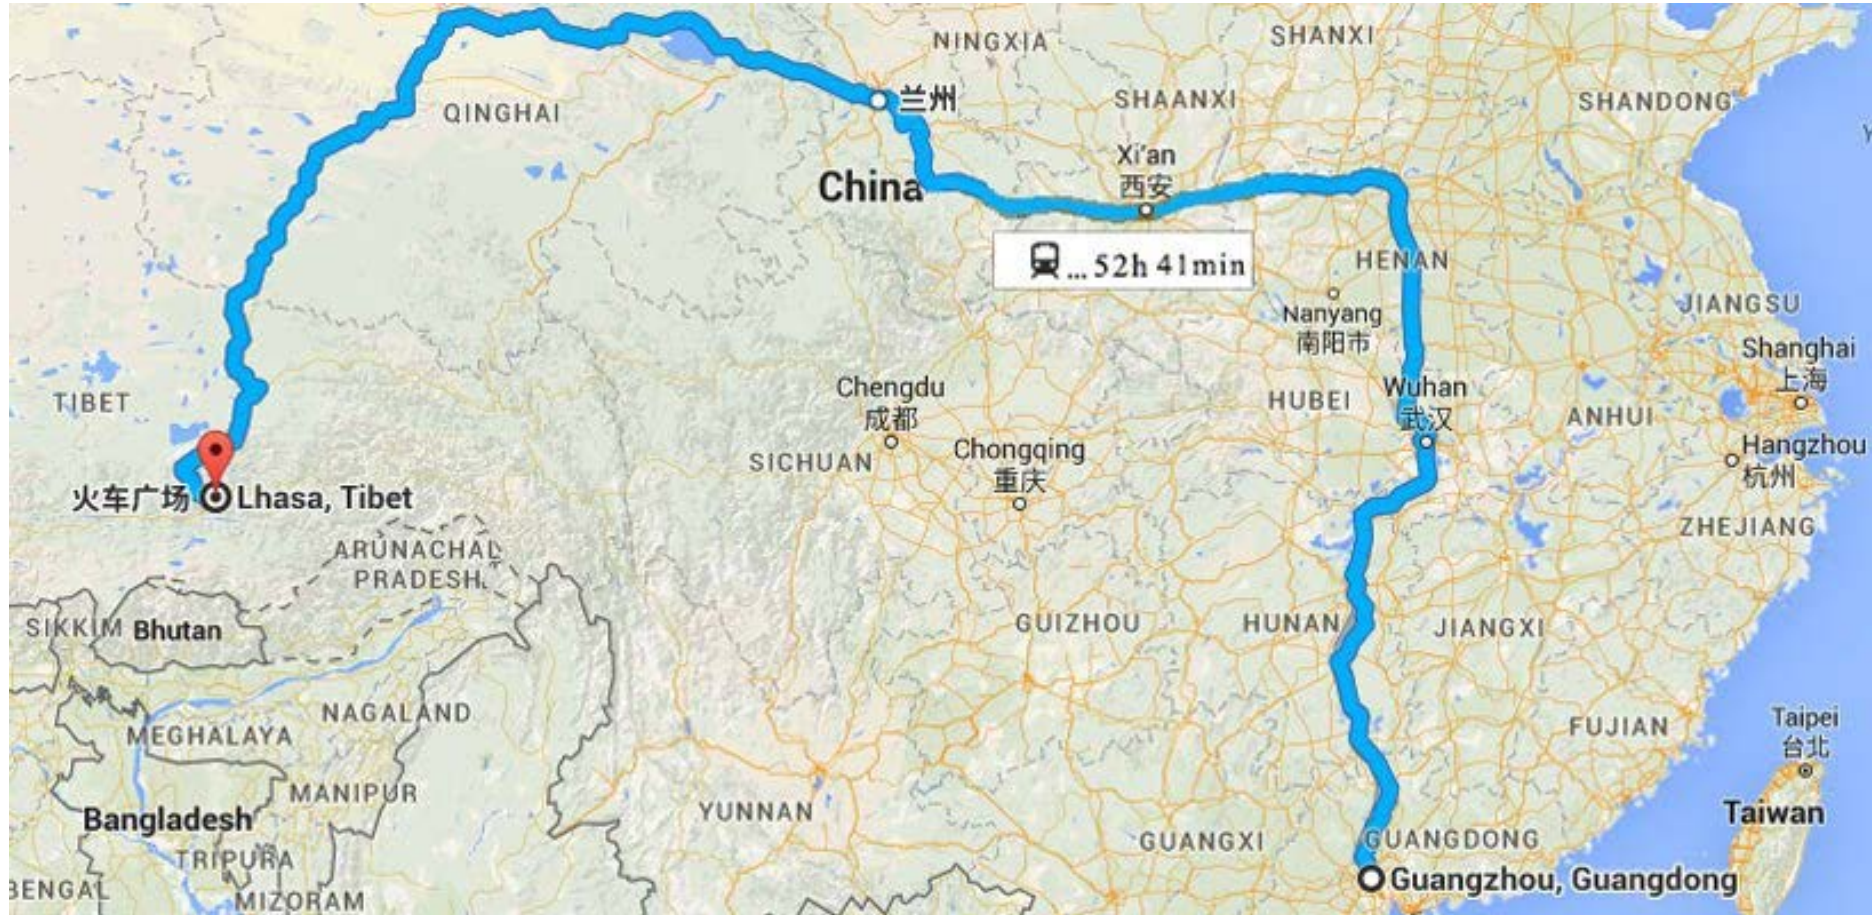 NINGXIA
SHANXI
QINGHAI
兰州
SHAANXI
SHANDONG
Xi'an
西安
China
... 52h 41min
HENAN
Nanyang
南阳市
JIANGSU
Shanghai
上海
TIBET
Chengdu
成都
HUBEI
Wuhan
武汉
ANHUI
SICHUAN
Chongqing
重庆
Hangzhou
杭州
火车广场
Lhasa, Tibet
ZHEJIANG
ARUNACHAL
PRADESH
SIKKIM
Bhutan
GUIZHOU
HUNAN
JIANGXI
NAGALAND
MEGHALAYA
FUJIAN
Taipei
台北
MANIPUR
Bangladesh
YUNNAN
Taiwan
GUANGXI
GUANGDONG
TRIPURA
BENGAL
MIZORAM
Guangzhou, Guangdong